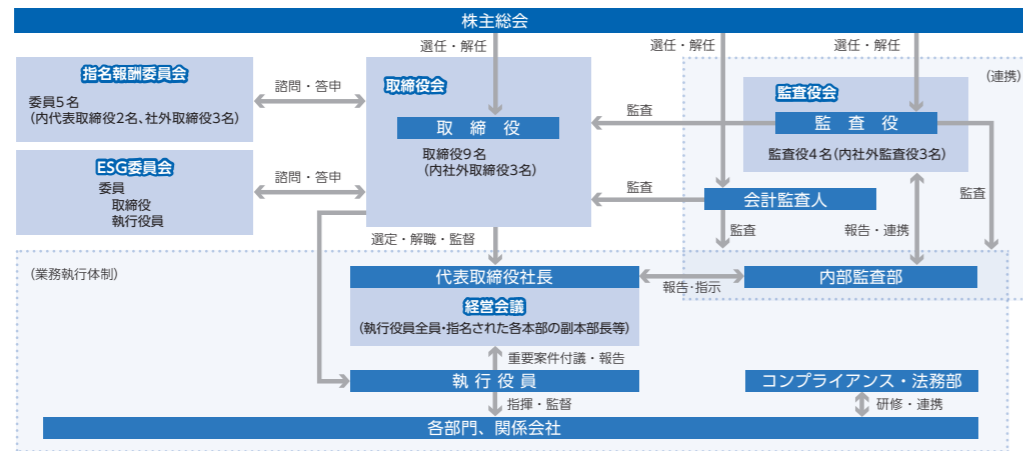 株主総会
選任・解任
選任・解任
選任・解任
指名報酬委員会
委員5名
(内代表取締役2名、社外取締役3名)
諮問・答申
取締役会
取締役
取締役9名
(内社外取締役3名)
監査
(連携)
監査役会
監査役
監査役4名(内社外監査役3名)
ESG委員会
委員
取締役
執行役員
諮問・答申
監査
会計監査人
監査
監査
報告・連携
選定・解職・監督
(業務執行体制)
代表取締役社長
報告・指示
内部監査部
経営会議
(執行役員全員・指名された各本部の副本部長等)
重要案件付議・報告
執行役員
コンプライアンス・法務部
指揮・監督
研修・連携
各部門、関係会社